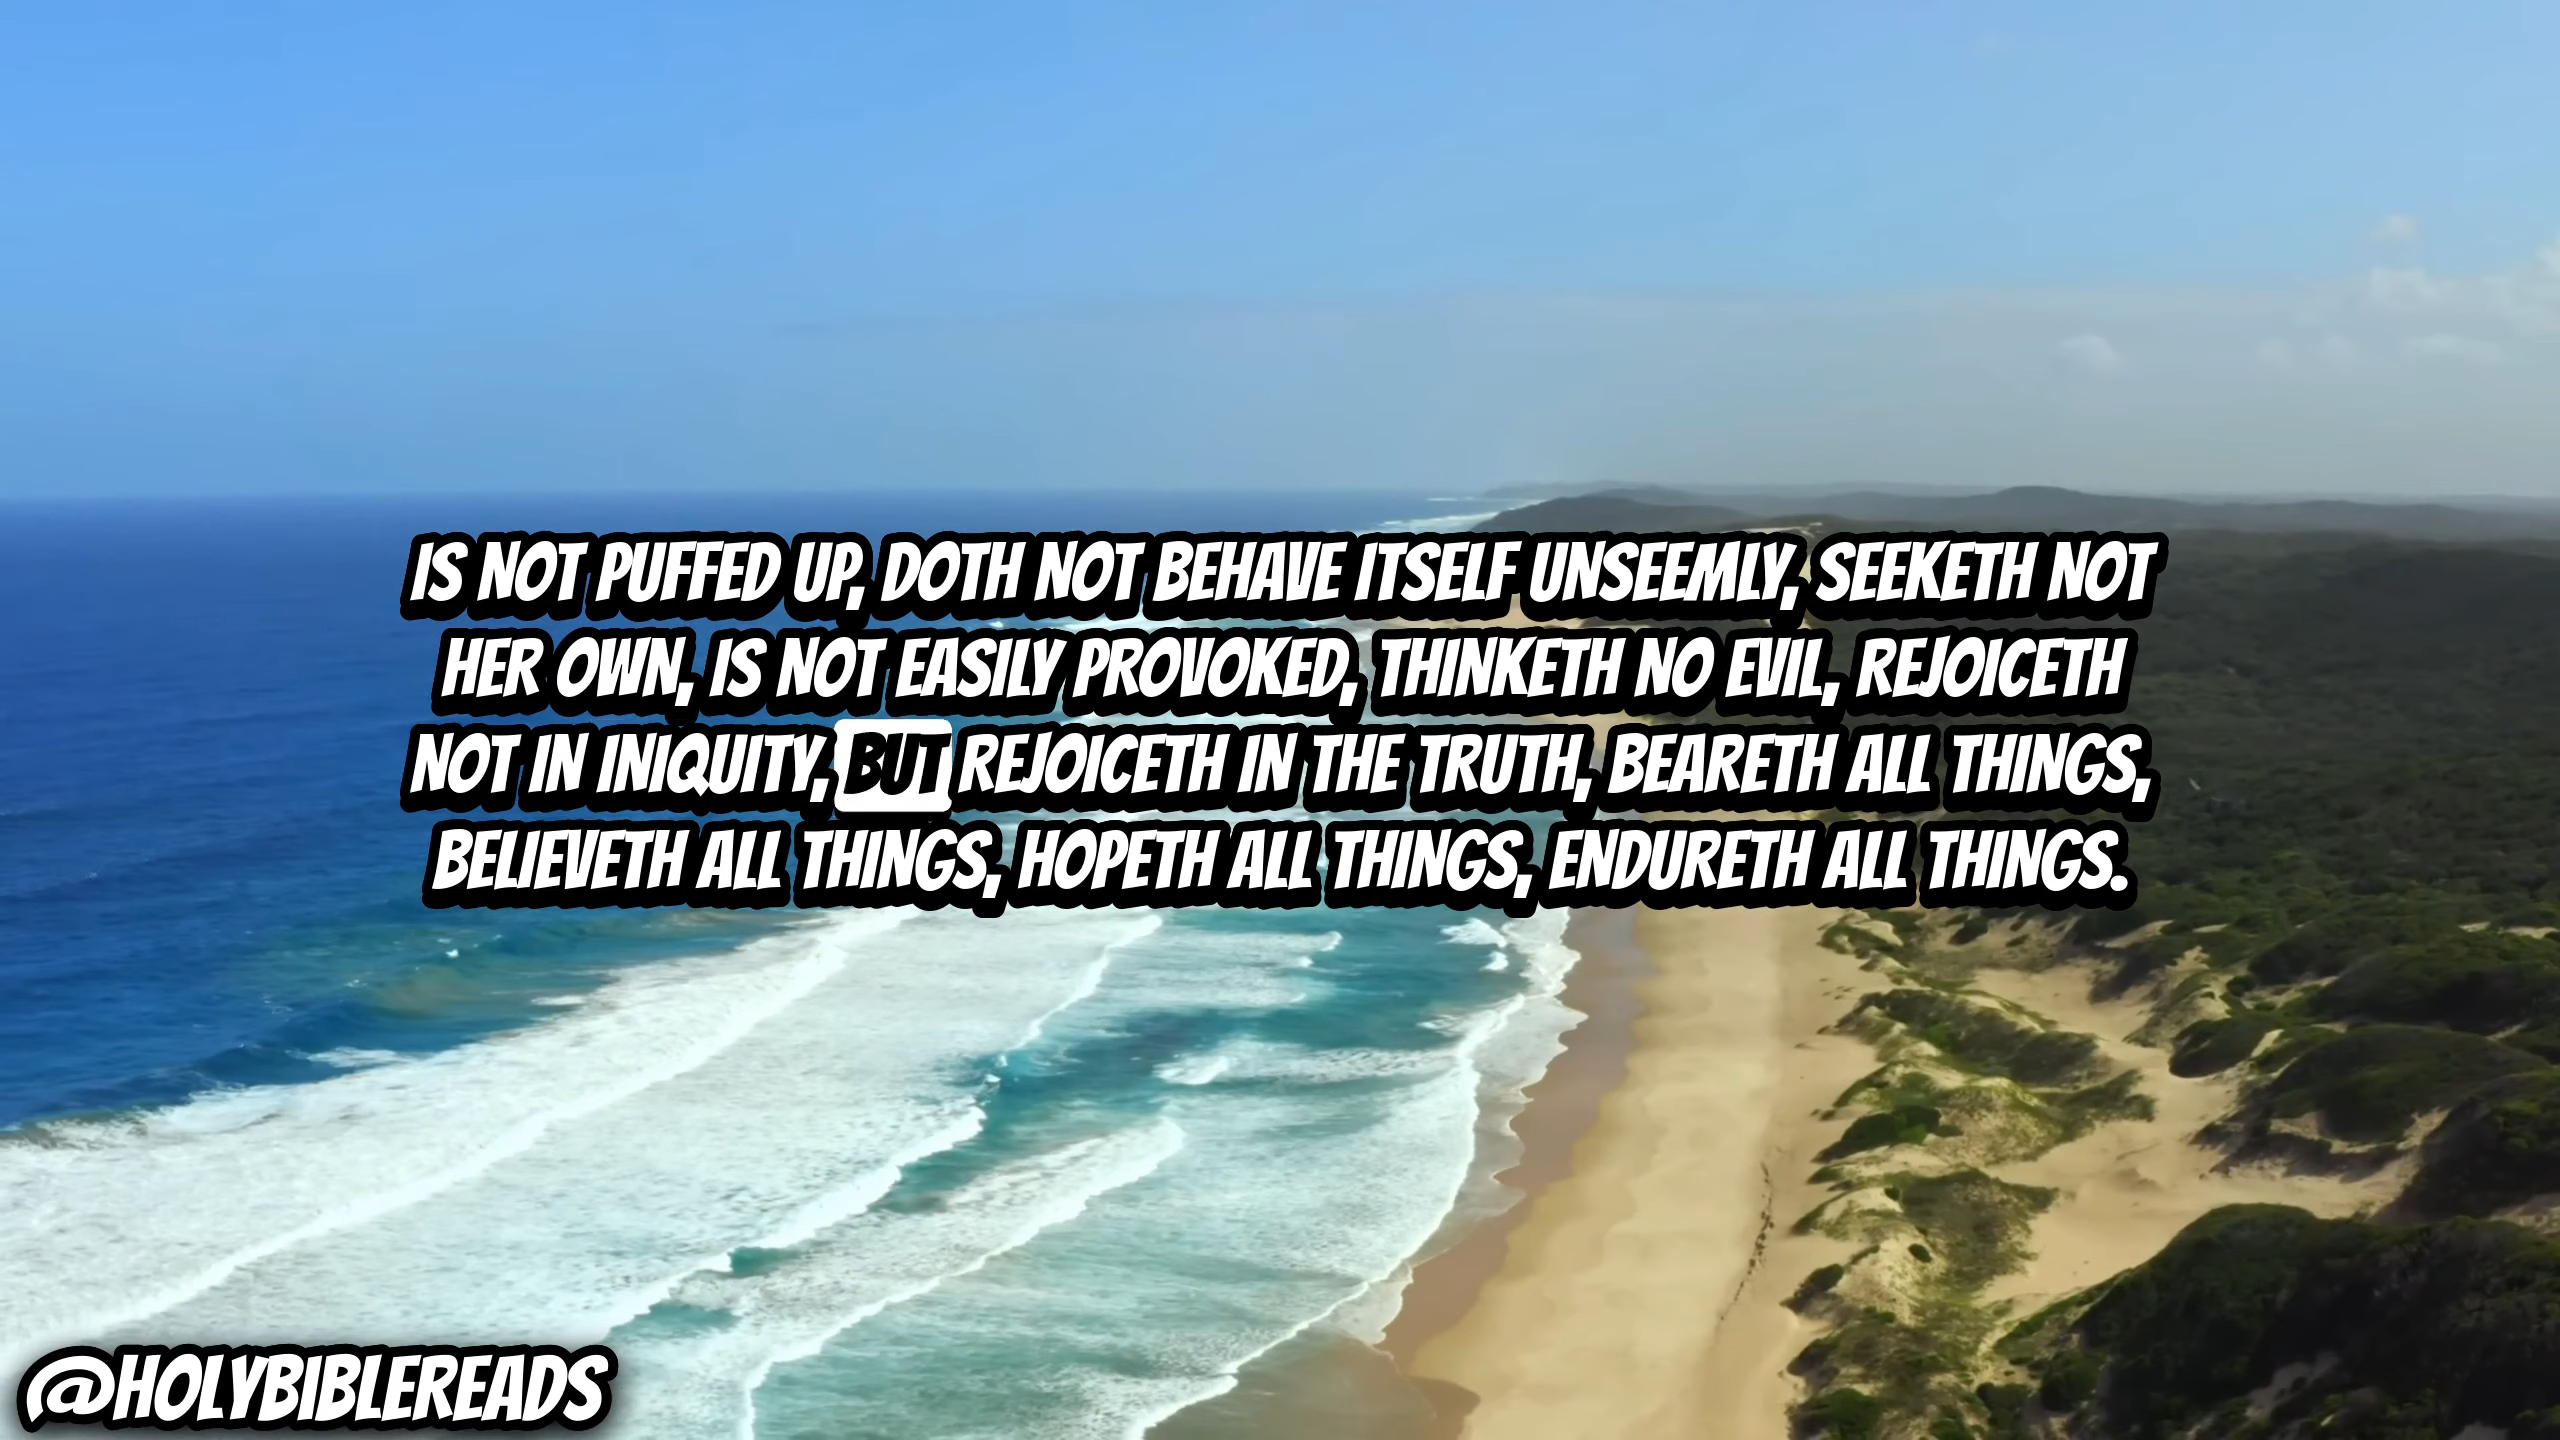 IS NOT PUFFED UP, DOTH NOT BEHAVE ITSELF UNSEEMLY, SEEKETH NOT
HER OWN, IS NOT EASILY PROVOKED, THINKETH NO EVIL, REJOICETH
NOT IN INIQUITY, BUT REJOICETH IN THE TRUTH, BEARETH ALL THINGS,
BELIEVETH ALL THINGS, HOPETH ALL THINGS, ENDURETH ALL THINGS.
@HOLYBIBLEREADS